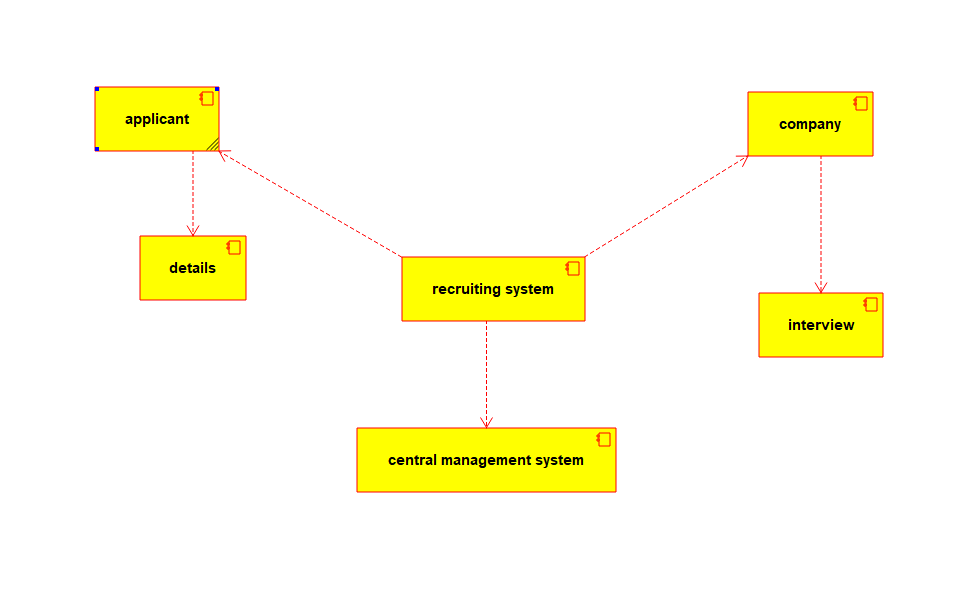 applicant
company
details
recruiting system
interview
central management system